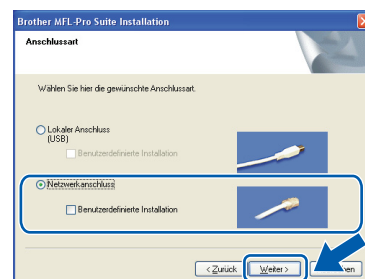 Brother MFL-Pro Suite Installation
Anschlussart
Wählen Sie hier die gewünschte Anschlussart.
Lokaler Anschluss
(USB)
Benutzerdefinierte Installation
Netzwerkanschluss
Benutzerdefinierte Installation
< Zurück Weiter >